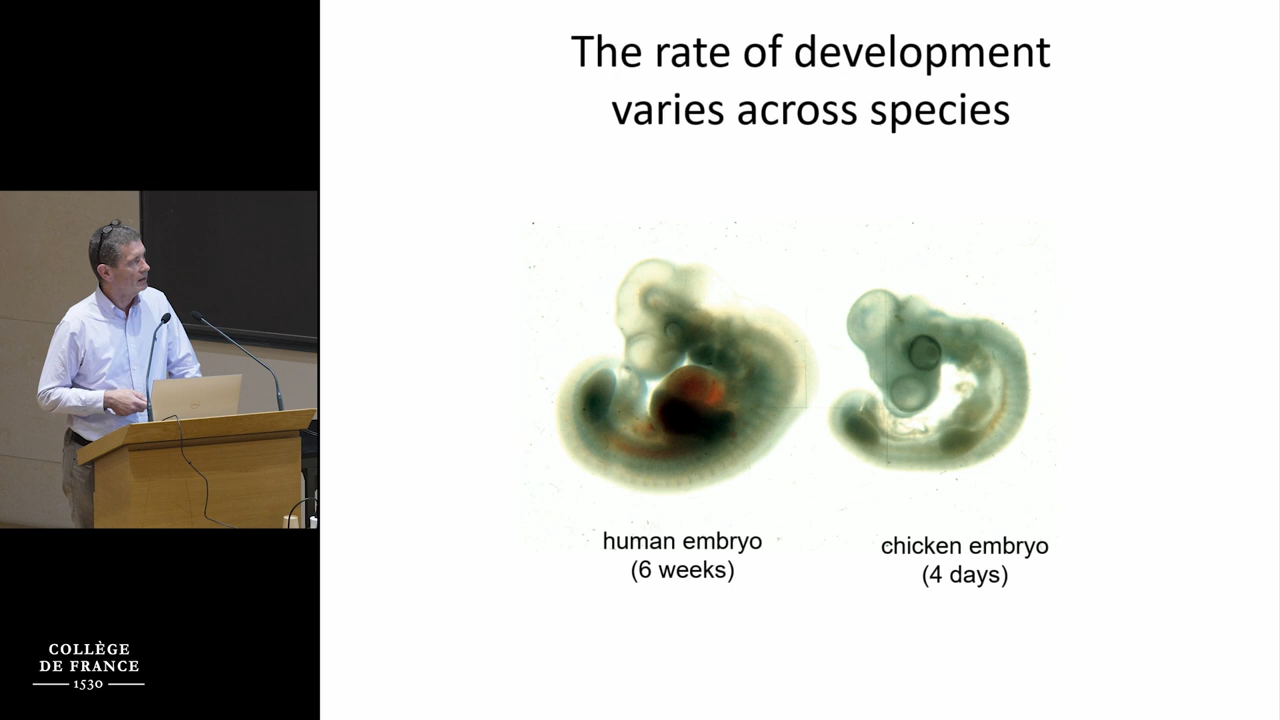 The rate of development
varies across species
human embryo
(6 weeks)
chicken embryo
(4 days)
COLLÈGE
DE FRANCE
1530